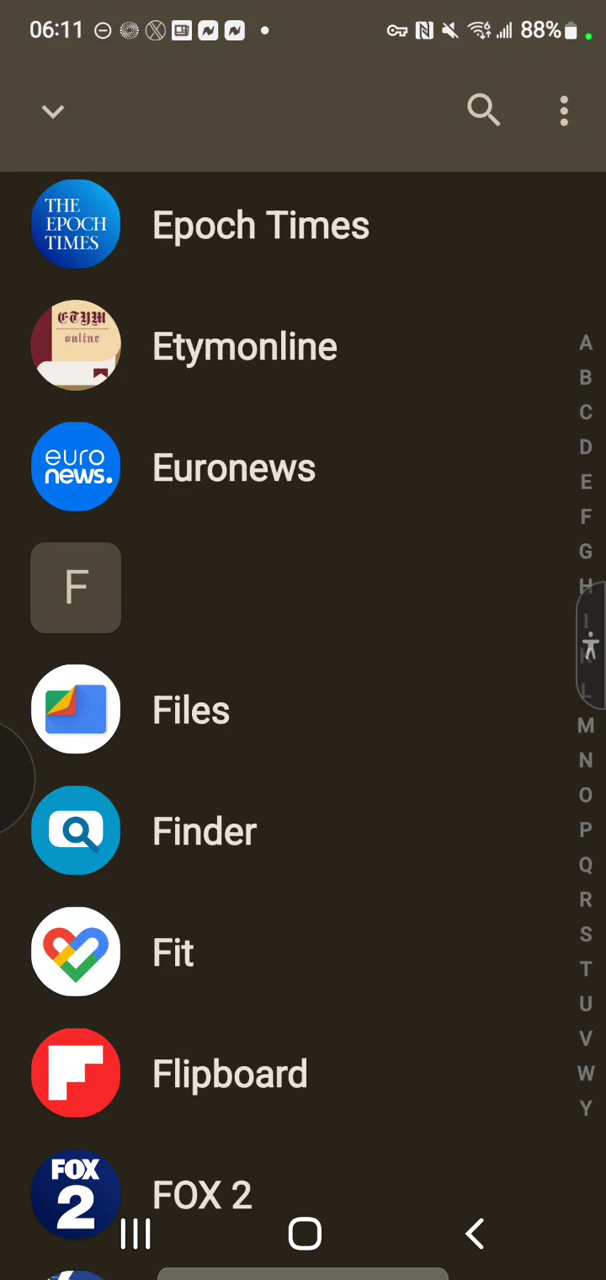 06:11
88%
THE
EPOCH
TIMES
Epoch Times
ETYM
online
Etymonline
euro
news.
Euronews
F
Files
Finder
Fit
Flipboard
FOX
2
FOX 2
A
B
C
D
E
F
G
H
I
K
L
M
N
O
P
Q
R
S
T
U
V
W
Y